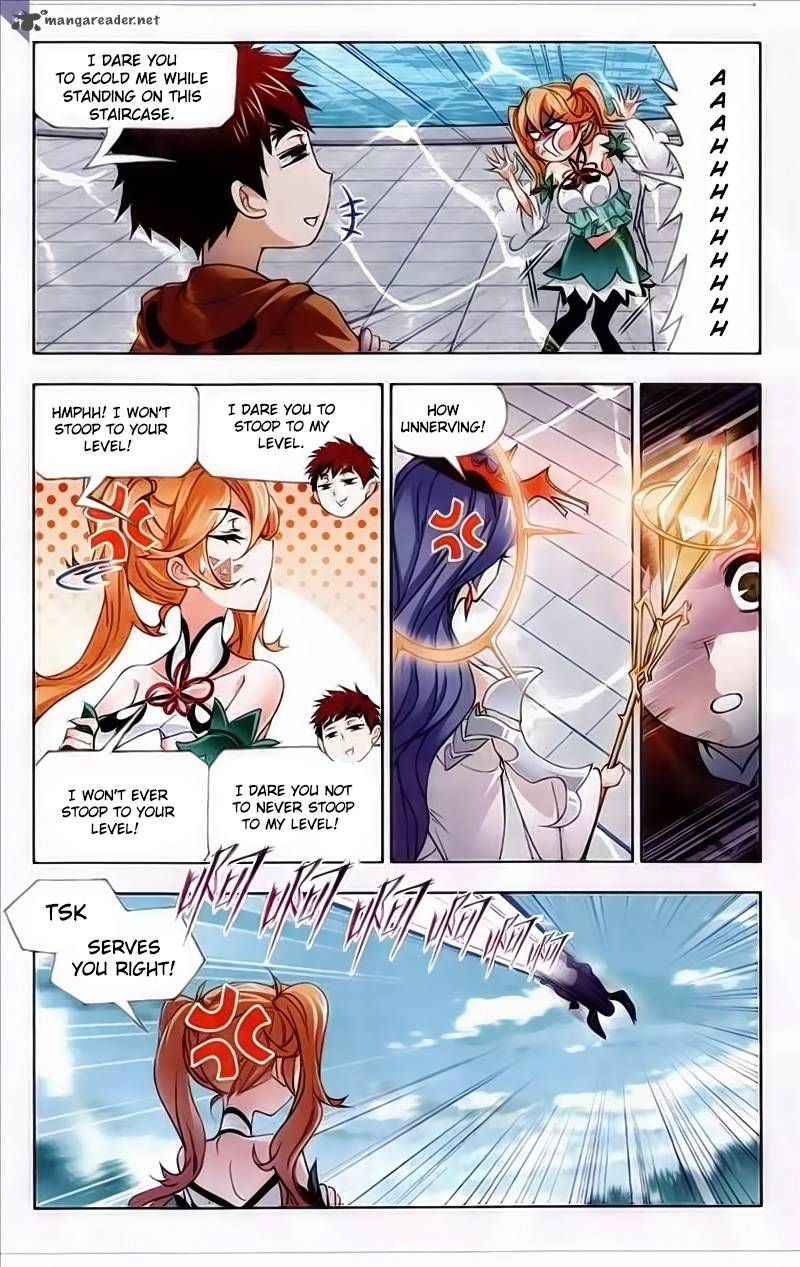 mangareader.net
I DARE YOU
TO SCOLD ME WHILE
STANDING ON THIS
STAIRCASE.
AAAAHHHHHHHHH
HMPHH! I WON'T
STOOP TO YOUR
LEVEL!
I DARE YOU TO
STOOP TO MY
LEVEL.
HOW
UNNERVING!
I WON'T EVER
STOOP TO YOUR
LEVEL!
I DARE YOU NOT
TO NEVER STOOP
TO MY LEVEL!
TSK
SERVES
YOU RIGHT!